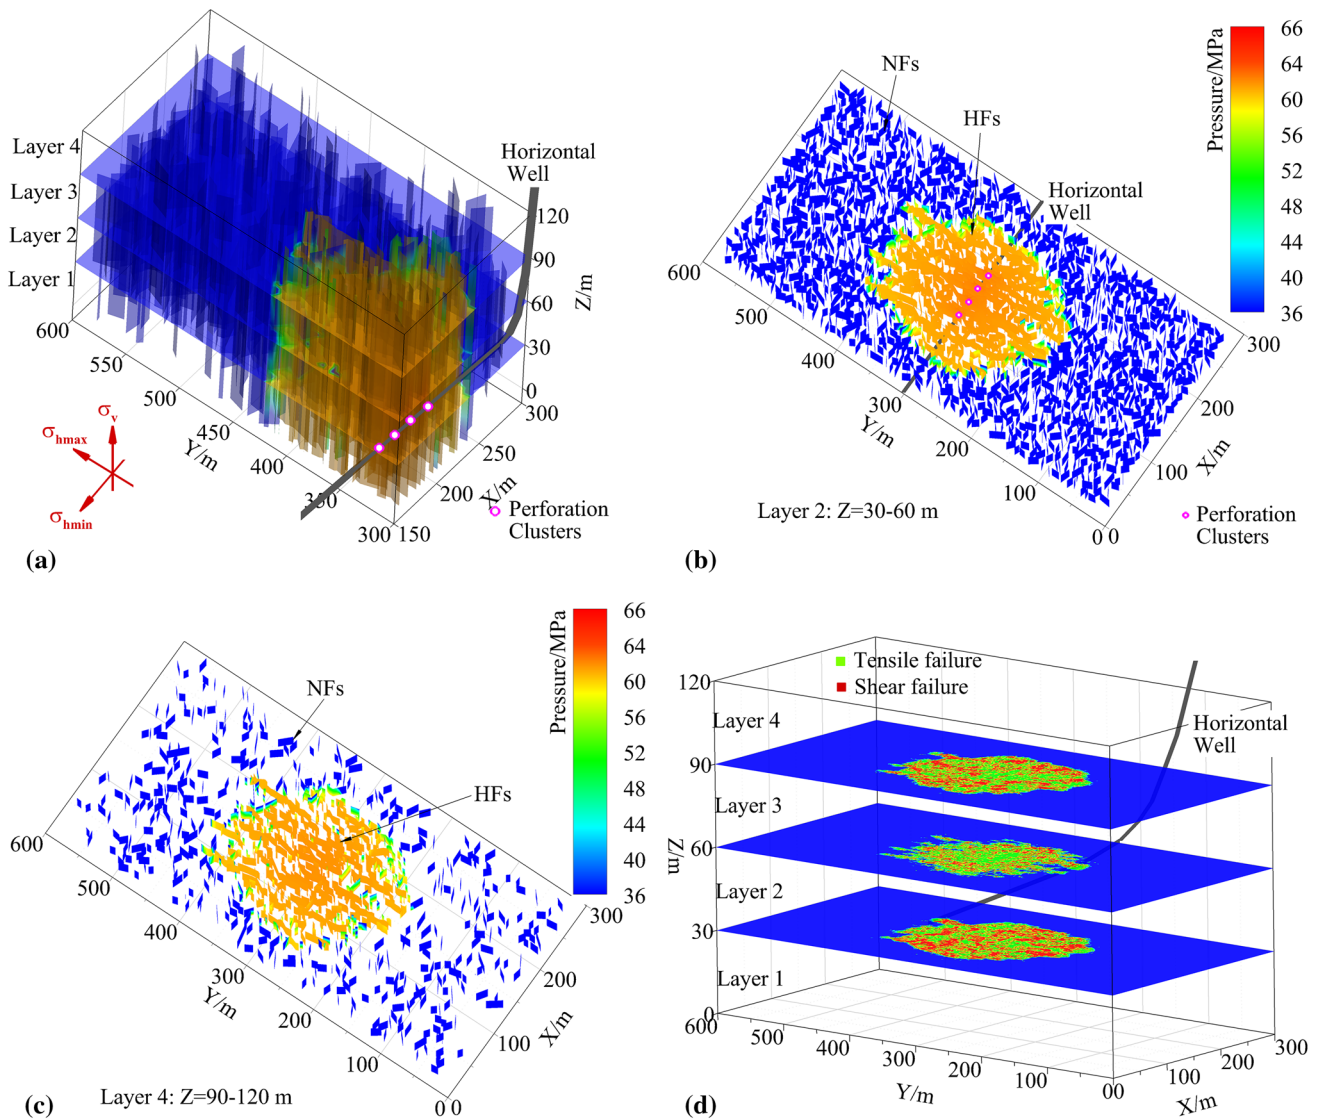 Layer 4
Layer 3
Layer 2
Layer 1
Horizontal
Well
120
90
60
30
0
Z/m
600
550
500
450
400
350
300
Y/m
150
200
250
300
X/m
σv
σhmax
σhmin
Perforation
Clusters
(a)
NFs
HFs
Horizontal
Well
Pressure/MPa
66
64
60
56
52
48
44
40
36
600
500
400
300
200
100
0
Y/m
0
100
200
300
X/m
Layer 2: Z=30-60 m
Perforation
Clusters
(b)
NFs
HFs
Pressure/MPa
66
64
60
56
52
48
44
40
36
600
500
400
300
200
100
0
Y/m
0
100
200
300
X/m
Layer 4: Z=90-120 m
(c)
Tensile failure
Shear failure
Horizontal
Well
120
90
60
30
0
Z/m
Layer 4
Layer 3
Layer 2
Layer 1
600
500
400
300
200
100
0
Y/m
0
100
200
300
X/m
(d)